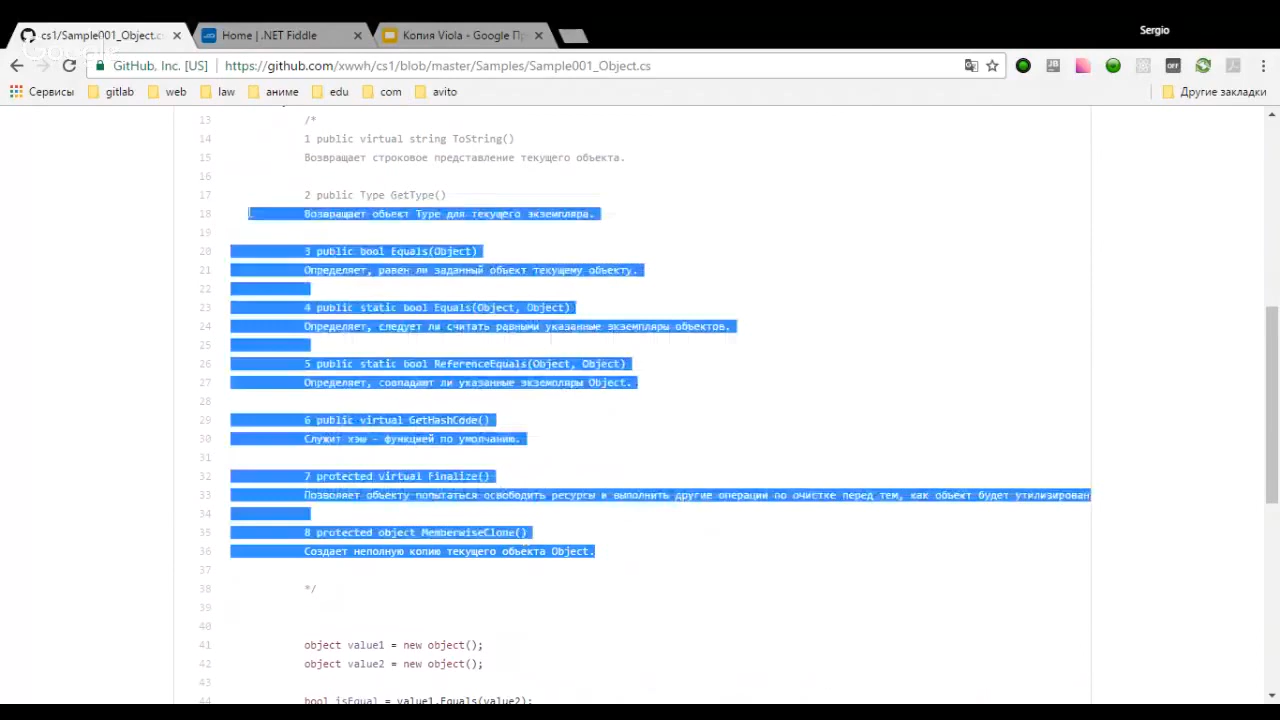 Sergio
cs1/Sample001_Object.cs
Home | .NET Fiddle
Копия Viola - Google Пр
GitHub, Inc. [US]
https://github.com/xwwh/cs1/blob/master/Samples/Sample001_Object.cs
Сервисы
gitlab
web
law
аниме
edu
com
avito
Другие закладки
13 /*
14 1 public virtual string ToString()
15 Возвращает строковое представление текущего объекта.
16
17 2 public Type GetType()
18 Возвращает объект Type для текущего экземпляра.
19
20 3 public bool Equals(Object)
21 Определяет, равен ли заданный объект текущему объекту.
22
23 4 public static bool Equals(Object, Object)
24 Определяет, следует ли считать равными указанные экземпляры объектов.
25
26 5 public static bool ReferenceEquals(Object, Object)
27 Определяет, совпадают ли указанные экземпляры Object.
28
29 6 public virtual GetHashCode()
30 Служит хэш - функцией по умолчанию.
31
32 7 protected virtual Finalize()
33 Позволяет объекту попытаться освободить ресурсы и выполнить другие операции по очистке перед тем, как объект будет утилизирован
34
35 8 protected object MemberwiseClone()
36 Создает неполную копию текущего объекта Object.
37
38 */
39
40
41 object value1 = new object();
42 object value2 = new object();
43
44 bool isEqual = value1.Equals(value2);